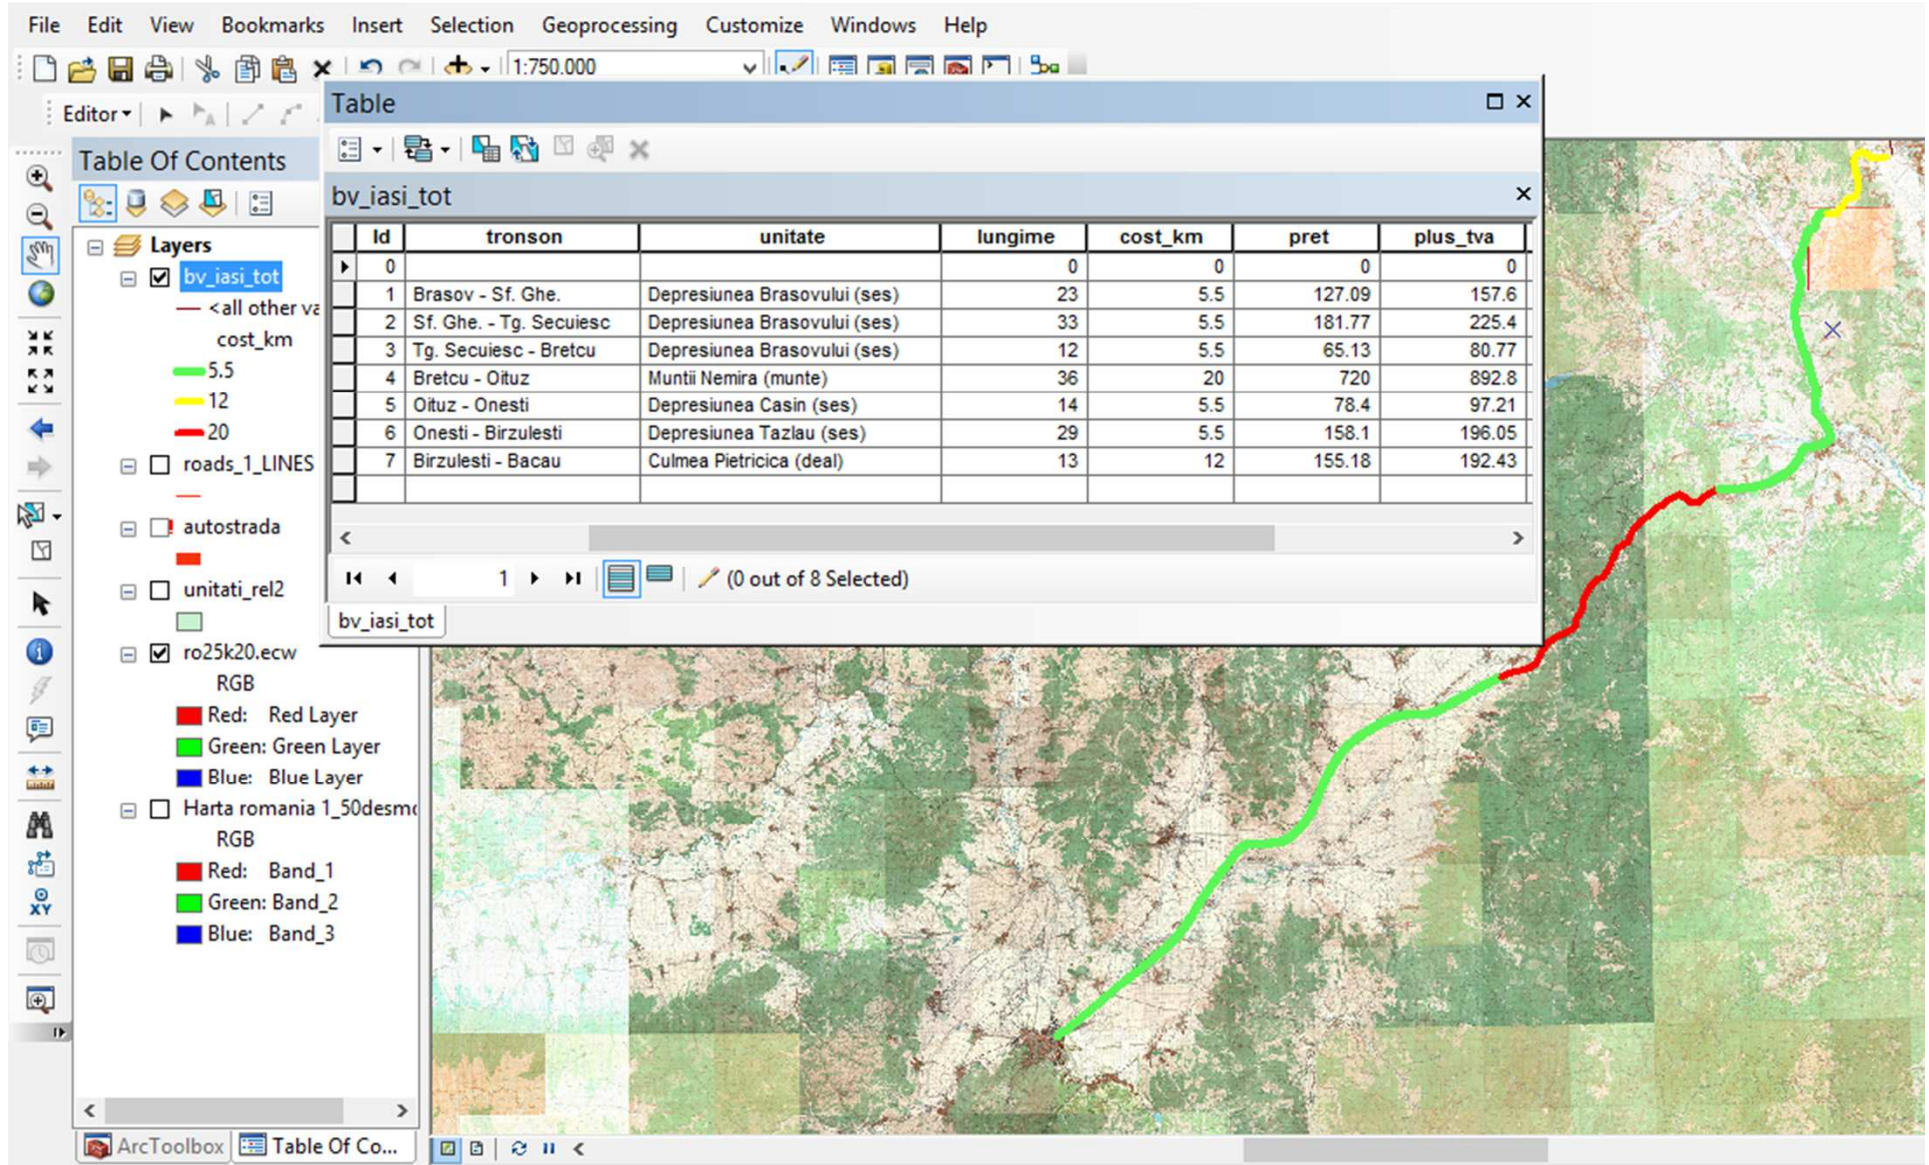 File Edit View Bookmarks Insert Selection Geoprocessing Customize Windows Help
1:750.000
Editor
Table
Table Of Contents
bv_iasi_tot
Id tronson unitate lungime cost_km pret plus_tva
0 0 0 0 0
1 Brasov - Sf. Ghe. Depresiunea Brasovului (ses) 23 5.5 127.09 157.6
2 Sf. Ghe. - Tg. Secuiesc Depresiunea Brasovului (ses) 33 5.5 181.77 225.4
3 Tg. Secuiesc - Bretcu Depresiunea Brasovului (ses) 12 5.5 65.13 80.77
4 Bretcu - Oituz Muntii Nemira (munte) 36 20 720 892.8
5 Oituz - Onesti Depresiunea Casin (ses) 14 5.5 78.4 97.21
6 Onesti - Birzulesti Depresiunea Tazlau (ses) 29 5.5 158.1 196.05
7 Birzulesti - Bacau Culmea Pietricica (deal) 13 12 155.18 192.43
1 (0 out of 8 Selected)
bv_iasi_tot
Layers
bv_iasi_tot
<all other va
cost_km
5.5
12
20
roads_1_LINES
autostrada
unitati_rel2
ro25k20.ecw
RGB
Red: Red Layer
Green: Green Layer
Blue: Blue Layer
Harta romania 1_50desm
RGB
Red: Band_1
Green: Band_2
Blue: Band_3
XY
ArcToolbox Table Of Co...